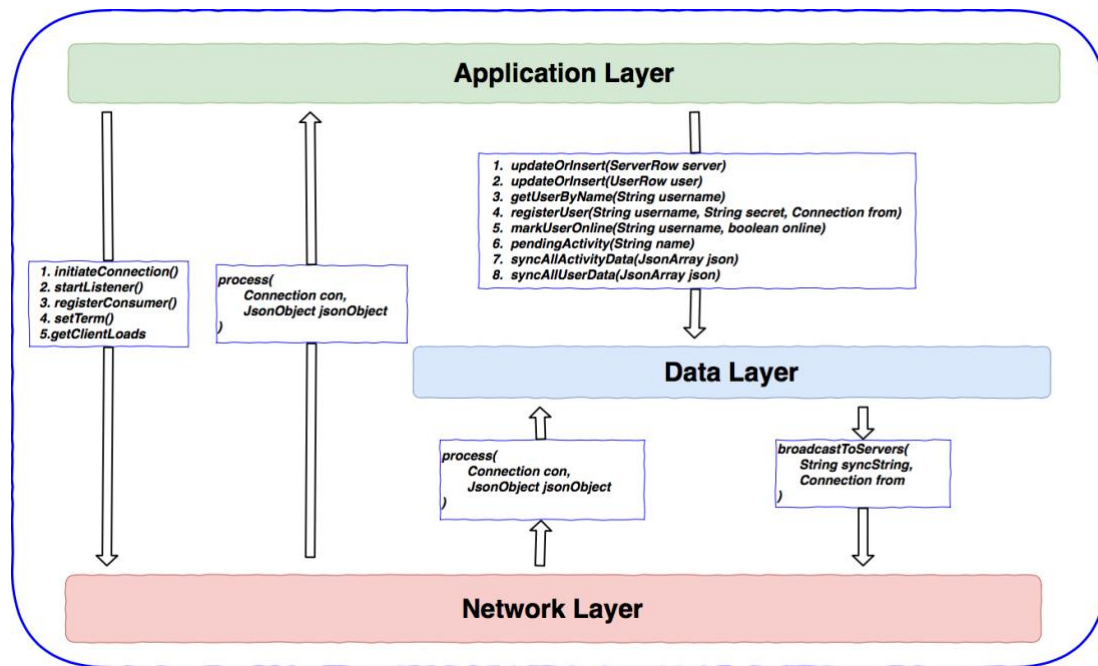 Application Layer
1. updateOrInsert(ServerRow server)
2. updateOrInsert(UserRow user)
3. getUserByName(String username)
4. registerUser(String username, String secret, Connection from)
5. markUserOnline(String username, boolean online)
6. pendingActivity(String name)
7. syncAllActivityData(JsonArray json)
8. syncAllUserData(JsonArray json)
1. initiateConnection()
2. startListener()
3. registerConsumer()
4. setTerm()
5.getClientLoads
process(
Connection con,
JsonObject jsonObject
)
Data Layer
process(
Connection con,
JsonObject jsonObject
)
broadcastToServers(
String syncString,
Connection from
)
Network Layer